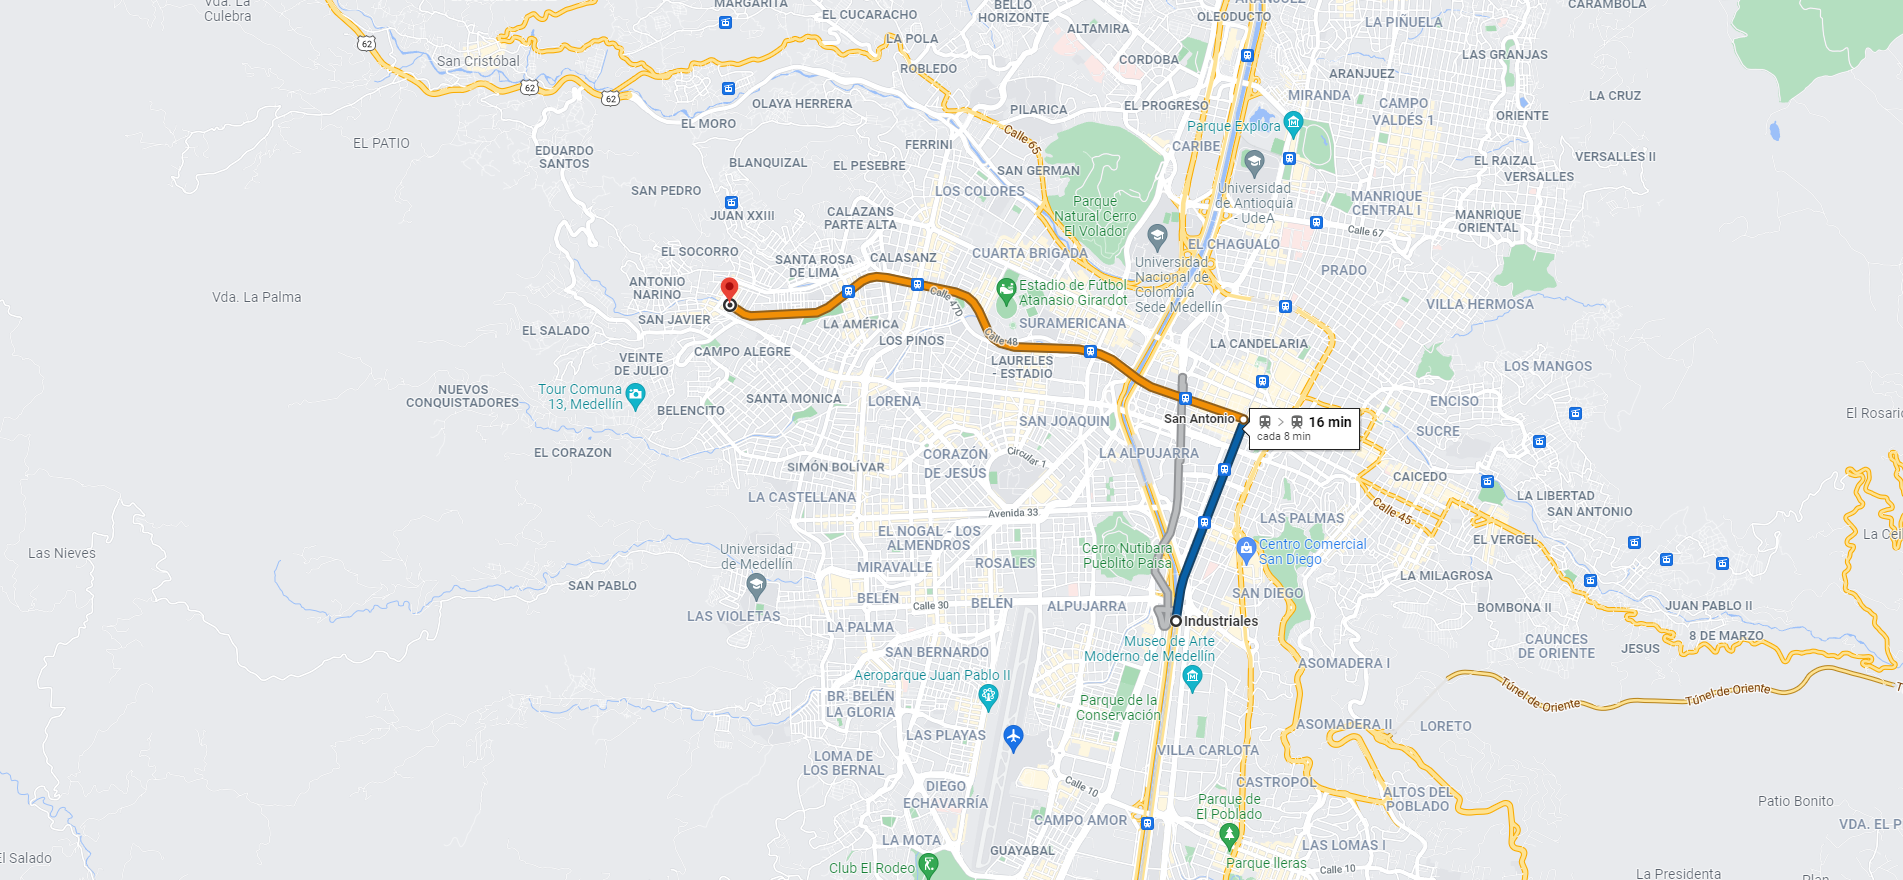 Vda. La
Culebra
MARGARITA
EL CUCARACHO
BELLO
HORIZONTE
OLEODUCTO
ARANJUEZ
CARAMBOLA
LA PIÑUELA
ALTAMIRA
LA POLA
62
San Cristóbal
ROBLEDO
CORDOBA
LAS GRANJAS
ARANJUEZ
62
62
OLAYA HERRERA
PILARICA
EL PROGRESO
MIRANDA
CAMPO
VALDÉS 1
LA CRUZ
ORIENTE
EL MORO
Calle 65
Parque Explora
EL PATIO
EDUARDO
SANTOS
FERRINI
CARIBE
BLANQUIZAL
EL PESEBRE
SAN GERMAN
EL RAIZAL
VERSALLES II
VERSALLES
SAN PEDRO
LOS COLORES
Universidad
de Antioquia
- UdeA
MANRIQUE
CENTRAL I
JUAN XXIII
CALAZANS
PARTE ALTA
Parque
Natural Cerro
El Volador
MANRIQUE
ORIENTAL
Calle 67
EL SOCORRO
SANTA ROSA
DE LIMA
CALASANZ
CUARTA BRIGADA
EL CHAGUALO
Universidad
Nacional de
Colombia
Sede Medellín
PRADO
ANTONIO
NARINO
Vda. La Palma
Estadio de Fútbol
Atanasio Girardot
Calle 47D
VILLA HERMOSA
SAN JAVIER
LA AMÉRICA
SURAMERICANA
EL SALADO
LOS PINOS
Calle 48
LA CANDELARIA
VEINTE
DE JULIO
CAMPO ALEGRE
LAURELES
- ESTADIO
LOS MANGOS
NUEVOS
CONQUISTADORES
Tour Comuna
13, Medellín
BELENCITO
SANTA MONICA
LORENA
ENCISO
El Rosario
SAN JOAQUIN
San Antonio
16 min
cada 8 min
SUCRE
EL CORAZON
CORAZÓN
DE JESÚS
Circular 1
LA ALPUJARRA
SIMÓN BOLÍVAR
CAICEDO
LA CASTELLANA
LA LIBERTAD
SAN ANTONIO
Avenida 33
LAS PALMAS
Calle 45
EL NOGAL - LOS
ALMENDROS
EL VERGEL
Las Nieves
Universidad
de Medellín
Cerro Nutibara
Pueblito Paisa
Centro Comercial
San Diego
MIRAVALLE
ROSALES
LA MILAGROSA
SAN PABLO
BELÉN
Calle 30
BELÉN
ALPUJARRA
SAN DIEGO
BOMBONA II
JUAN PABLO II
LAS VIOLETAS
LA PALMA
Industriales
8 DE MARZO
CAUNCES
DE ORIENTE
JESUS
Museo de Arte
Moderno de Medellín
SAN BERNARDO
ASOMADERA I
Aeroparque Juan Pablo II
BR. BELÉN
LA GLORIA
Parque de la
Conservación
Túnel de Oriente
Túnel de Oriente
ASOMADERA II
LORETO
LAS PLAYAS
VILLA CARLOTA
LOMA DE
LOS BERNAL
DIEGO
ECHAVARRÍA
Calle 10
CASTROPOL
ALTOS DEL
POBLADO
Patio Bonito
Parque de
El Poblado
CAMPO AMOR
VDA. EL P
LA MOTA
GUAYABAL
LAS LOMAS I
El Salado
Club El Rodeo
Parque lleras
Calle 10
La Presidenta